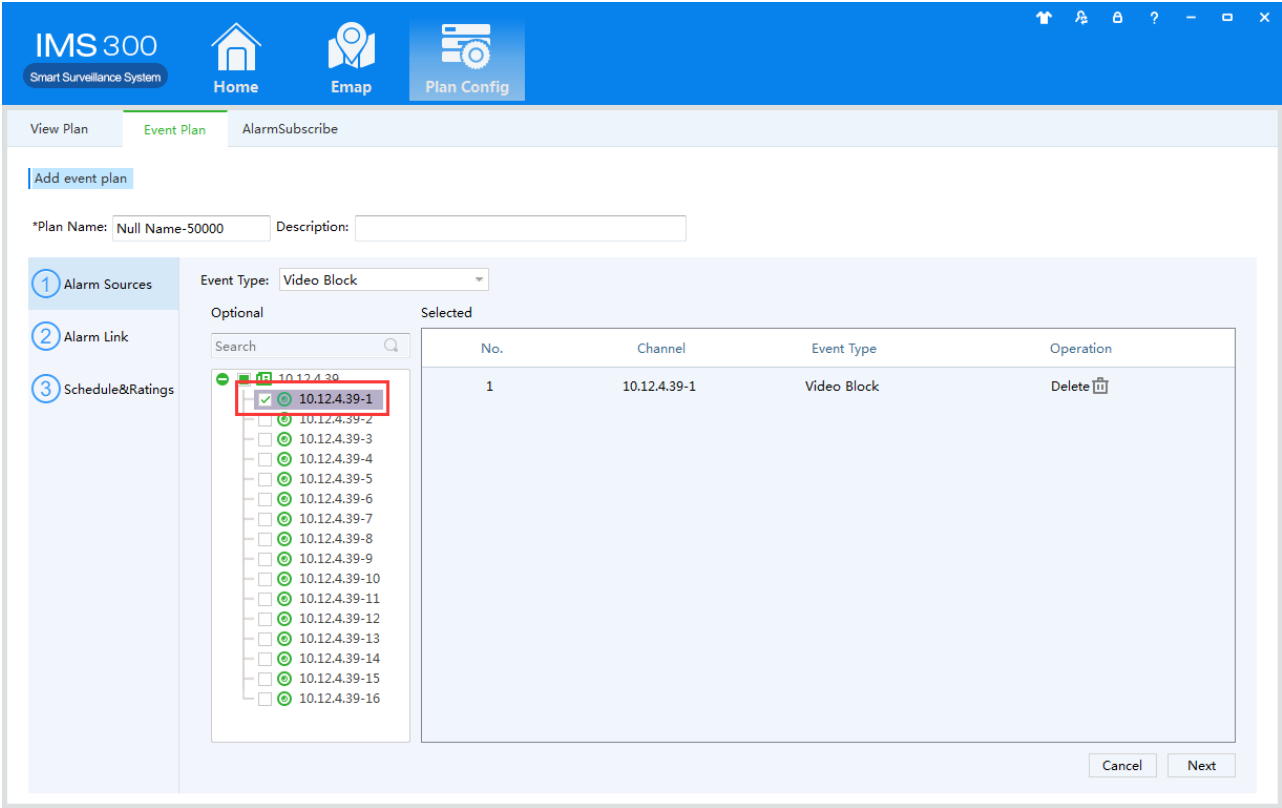 IMS 300
Smart Surveillance System
Home
Emap
Plan Config
View Plan
Event Plan
AlarmSubscribe
Add event plan
*Plan Name: Null Name-50000 Description:
1 Alarm Sources
2 Alarm Link
3 Schedule&Ratings
Event Type: Video Block
Optional
Selected
Search
10.12.4.39
10.12.4.39-1
10.12.4.39-2
10.12.4.39-3
10.12.4.39-4
10.12.4.39-5
10.12.4.39-6
10.12.4.39-7
10.12.4.39-8
10.12.4.39-9
10.12.4.39-10
10.12.4.39-11
10.12.4.39-12
10.12.4.39-13
10.12.4.39-14
10.12.4.39-15
10.12.4.39-16
No. Channel Event Type Operation
1 10.12.4.39-1 Video Block Delete
Cancel
Next